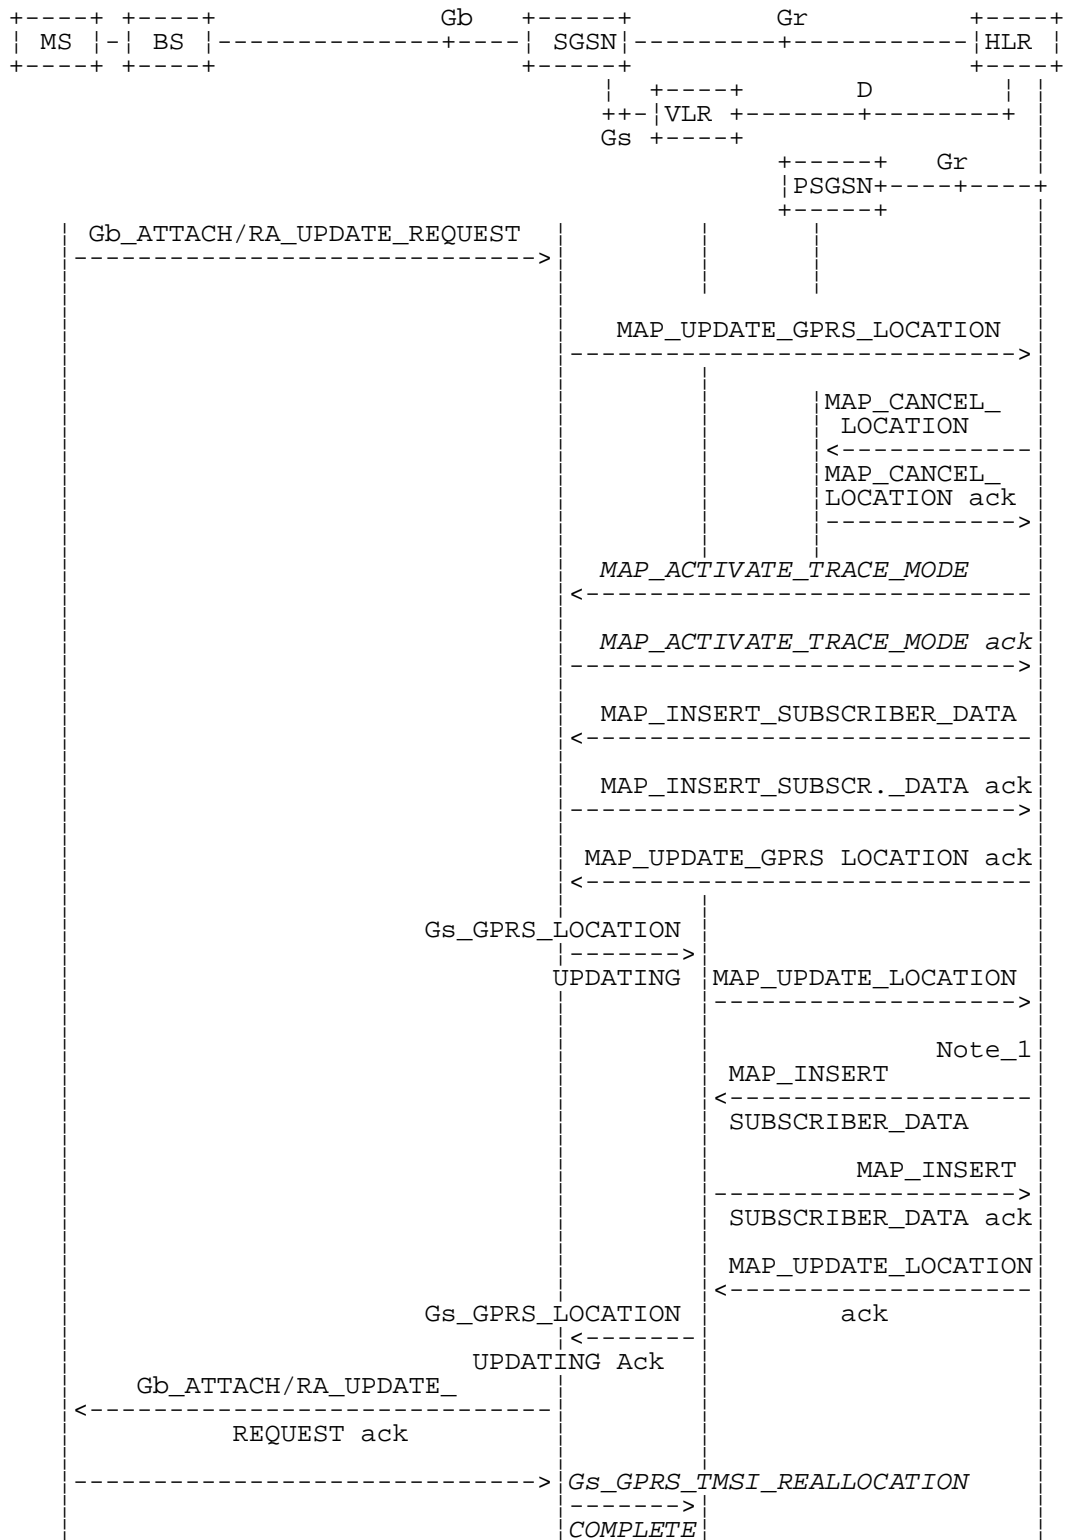 Gb Gr
MS BS SGSN HLR
D
VLR
Gs
Gr
PSGSN
Gb_ATTACH/RA_UPDATE_REQUEST
MAP_UPDATE_GPRS_LOCATION
MAP_CANCEL_
LOCATION
MAP_CANCEL_
LOCATION ack
MAP_ACTIVATE_TRACE_MODE
MAP_ACTIVATE_TRACE_MODE ack
MAP_INSERT_SUBSCRIBER_DATA
MAP_INSERT_SUBSCR._DATA ack
MAP_UPDATE_GPRS LOCATION ack
Gs_GPRS_LOCATION
UPDATING MAP_UPDATE_LOCATION
Note_1
MAP_INSERT
SUBSCRIBER_DATA
MAP_INSERT
SUBSCRIBER_DATA ack
MAP_UPDATE_LOCATION
Gs_GPRS_LOCATION ack
UPDATING Ack
Gb_ATTACH/RA_UPDATE_
REQUEST ack
Gs_GPRS_TMSI_REALLOCATION
COMPLETE